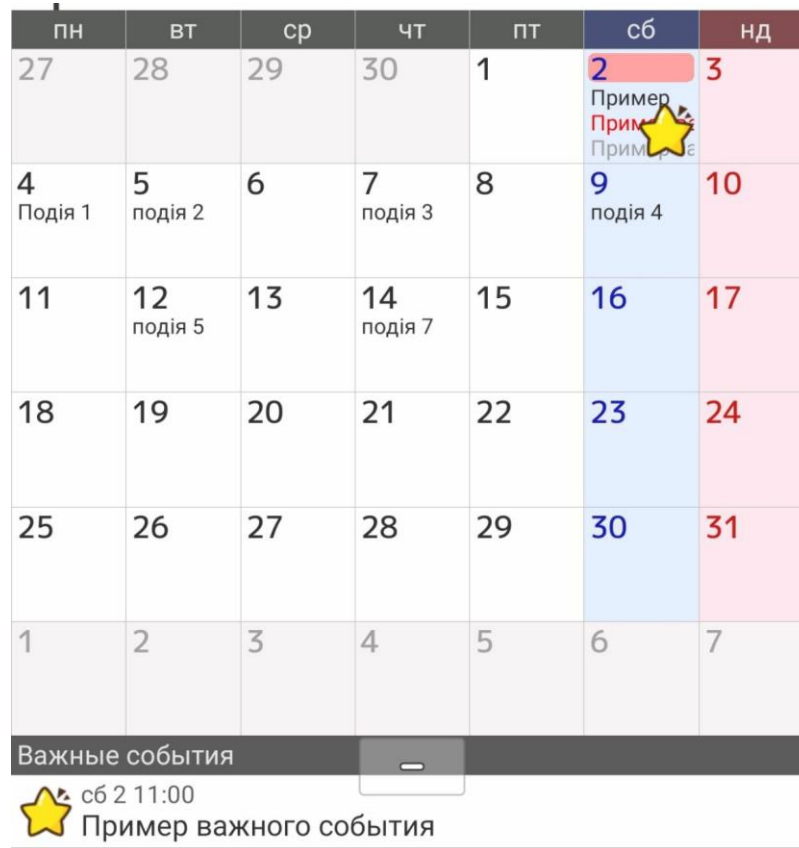 пн вт ср чт пт сб нд
27 28 29 30 1 2 3
Пример
Пример
4 5 6 7 8 9 10
Подія 1 подія 2 подія 3 подія 4
11 12 13 14 15 16 17
подія 5 подія 7
18 19 20 21 22 23 24
25 26 27 28 29 30 31
1 2 3 4 5 6 7
Важные события
сб 2 11:00
Пример важного события